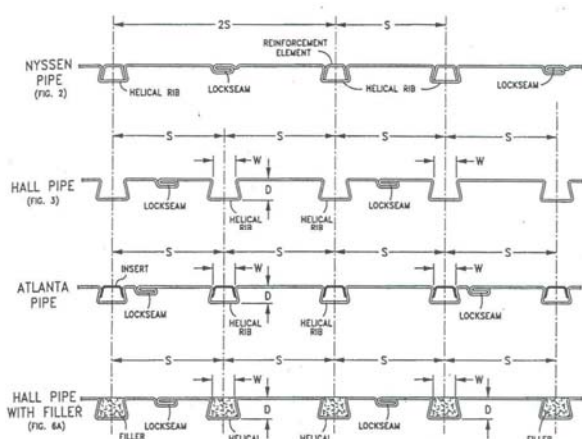 2S S
REINFORCEMENT
ELEMENT
NYSSEN
PIPE
(FIG. 2)
HELICAL RIB
LOCKSEAM
HELICAL RIB
LOCKSEAM
S S S S
W W
HALL PIPE
(FIG. 3)
D D
LOCKSEAM
HELICAL
RIB
HELICAL
RIB
LOCKSEAM
S S S S
INSERT
W W
ATLANTA
PIPE
D
LOCKSEAM
HELICAL
RIB
HELICAL
RIB
LOCKSEAM
S S S S
W W
HALL PIPE
WITH FILLER
(FIG. 6A)
D D
FILLER
LOCKSEAM
HELICAL
HELICAL
LOCKSEAM
FILLER